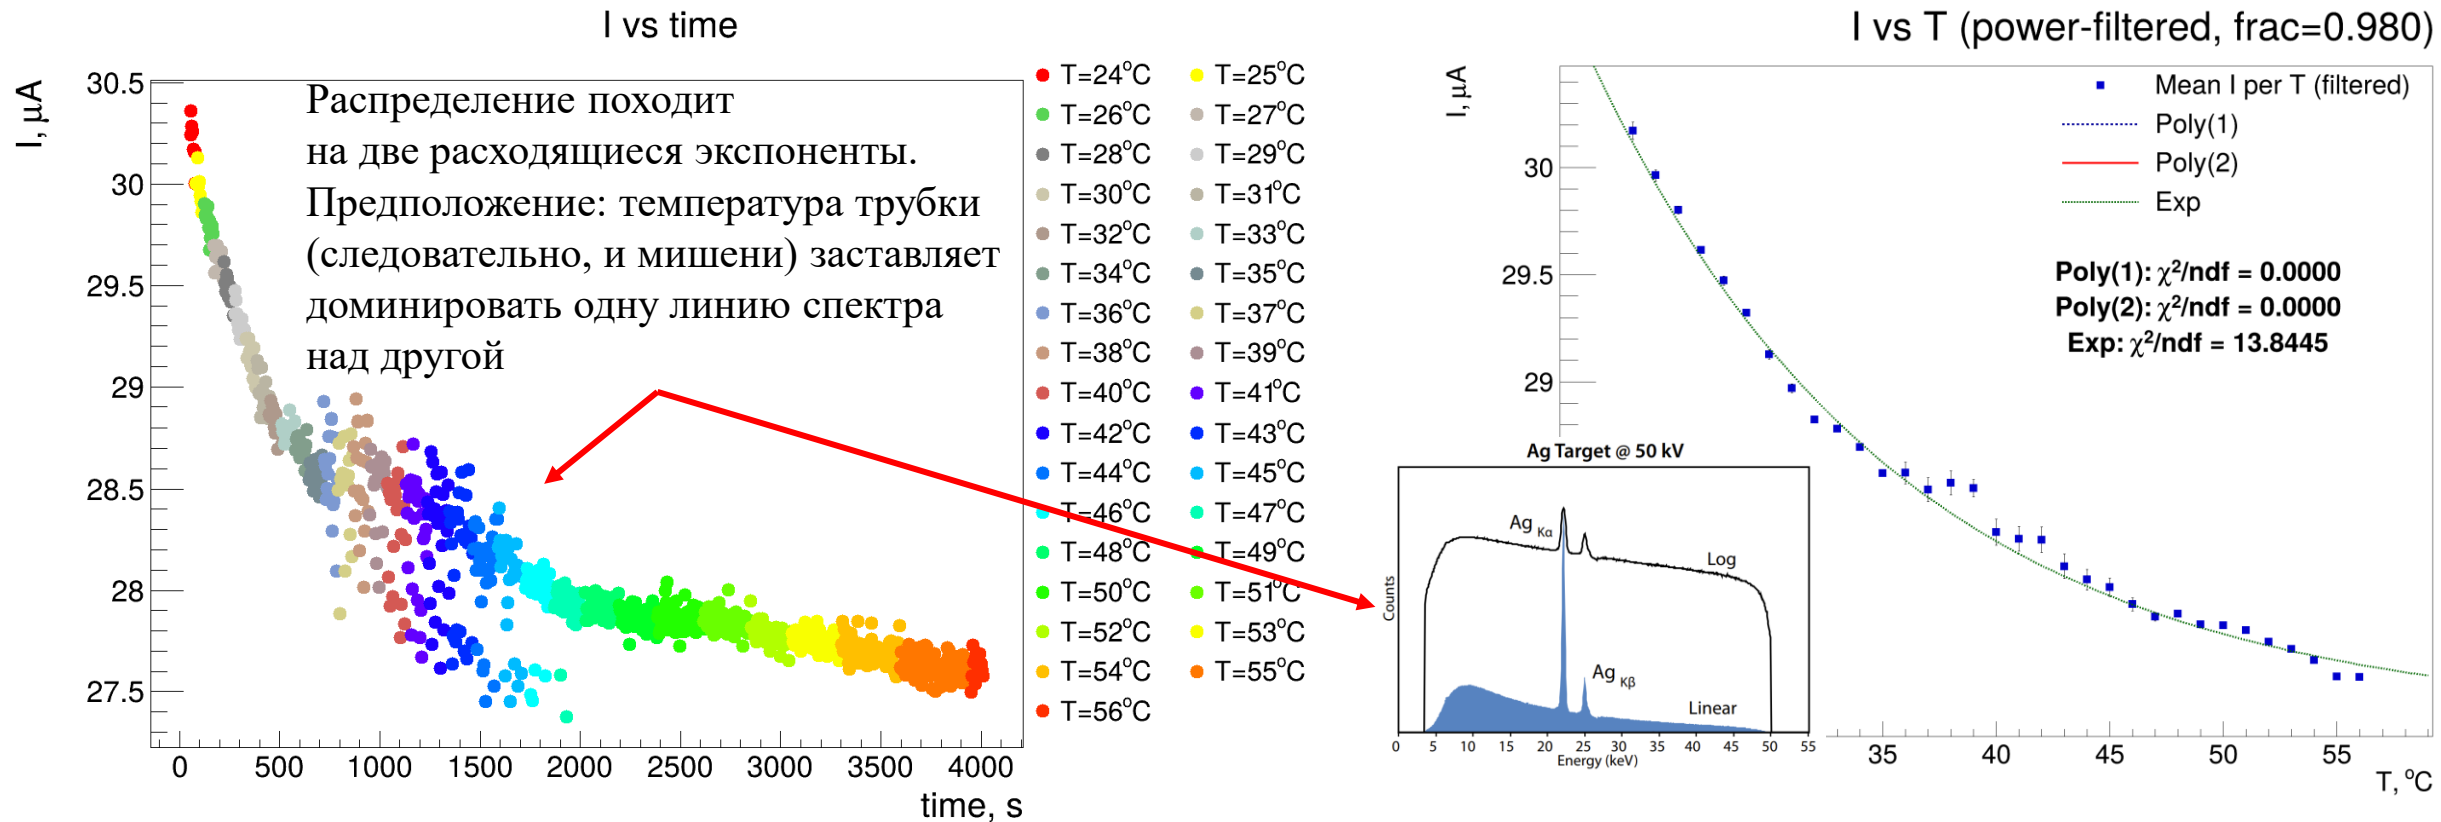 I vs time
I, μA
30.5
30
29.5
29
28.5
28
27.5
0 500 1000 1500 2000 2500 3000 3500 4000
time, s
Распределение походит
на две расходящиеся экспоненты.
Предположение: температура трубки
(следовательно, и мишени) заставляет
доминировать одну линию спектра
над другой
T=24°C T=25°C
T=26°C T=27°C
T=28°C T=29°C
T=30°C T=31°C
T=32°C T=33°C
T=34°C T=35°C
T=36°C T=37°C
T=38°C T=39°C
T=40°C T=41°C
T=42°C T=43°C
T=44°C T=45°C
T=46°C T=47°C
T=48°C T=49°C
T=50°C T=51°C
T=52°C T=53°C
T=54°C T=55°C
T=56°C
I vs T (power-filtered, frac=0.980)
I, μA
30
29.5
29
Mean I per T (filtered)
Poly(1)
Poly(2)
Exp
Poly(1): χ²/ndf = 0.0000
Poly(2): χ²/ndf = 0.0000
Exp: χ²/ndf = 13.8445
35 40 45 50 55
T, °C
Ag Target @ 50 kV
Counts
Ag Kα
Log
Ag Kβ
Linear
0 5 10 15 20 25 30 35 40 45 50 55
Energy (keV)